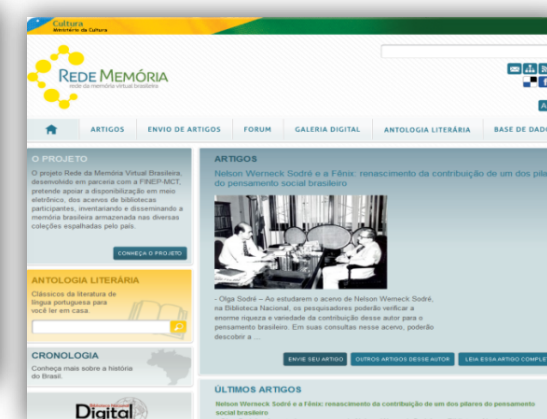 Cultura
Ministério da Cultura
REDE MEMÓRIA
rede da memória virtual brasileira
ARTIGOS
ENVIO DE ARTIGOS
FORUM
GALERIA DIGITAL
ANTOLOGIA LITERÁRIA
BASE DE DADO
O PROJETO
O projeto Rede da Memória Virtual Brasileira,
desenvolvido em parceria com a FINEP-MCT,
pretende apoiar a disponibilização em meio
eletrônico, dos acervos de bibliotecas
participantes, inventariando e disseminando a
memória brasileira armazenada nas diversas
coleções espalhadas pelo país.
CONHEÇA O PROJETO
ANTOLOGIA LITERÁRIA
Clássicos da literatura de
língua portuguesa para
você ler em casa.
CRONOLOGIA
Conheça mais sobre a história
do Brasil.
Digital
ARTIGOS
Nelson Werneck Sodré e a Fênix: renascimento da contribuição de um dos pila
do pensamento social brasileiro
- Olga Sodré – Ao estudarem o acervo de Nelson Werneck Sodré,
na Biblioteca Nacional, os pesquisadores poderão verificar a
enorme riqueza e variedade da contribuição desse autor para o
pensamento brasileiro. Em suas consultas nesse acervo, poderão
descobrir a ...
ENVIE SEU ARTIGO
OUTROS ARTIGOS DESSE AUTOR
LEIA ESSA ARTIGO COMPLET
ÚLTIMOS ARTIGOS
Nelson Werneck Sodré e a Fênix: renascimento da contribuição de um dos pilares do pensamento
social brasileiro